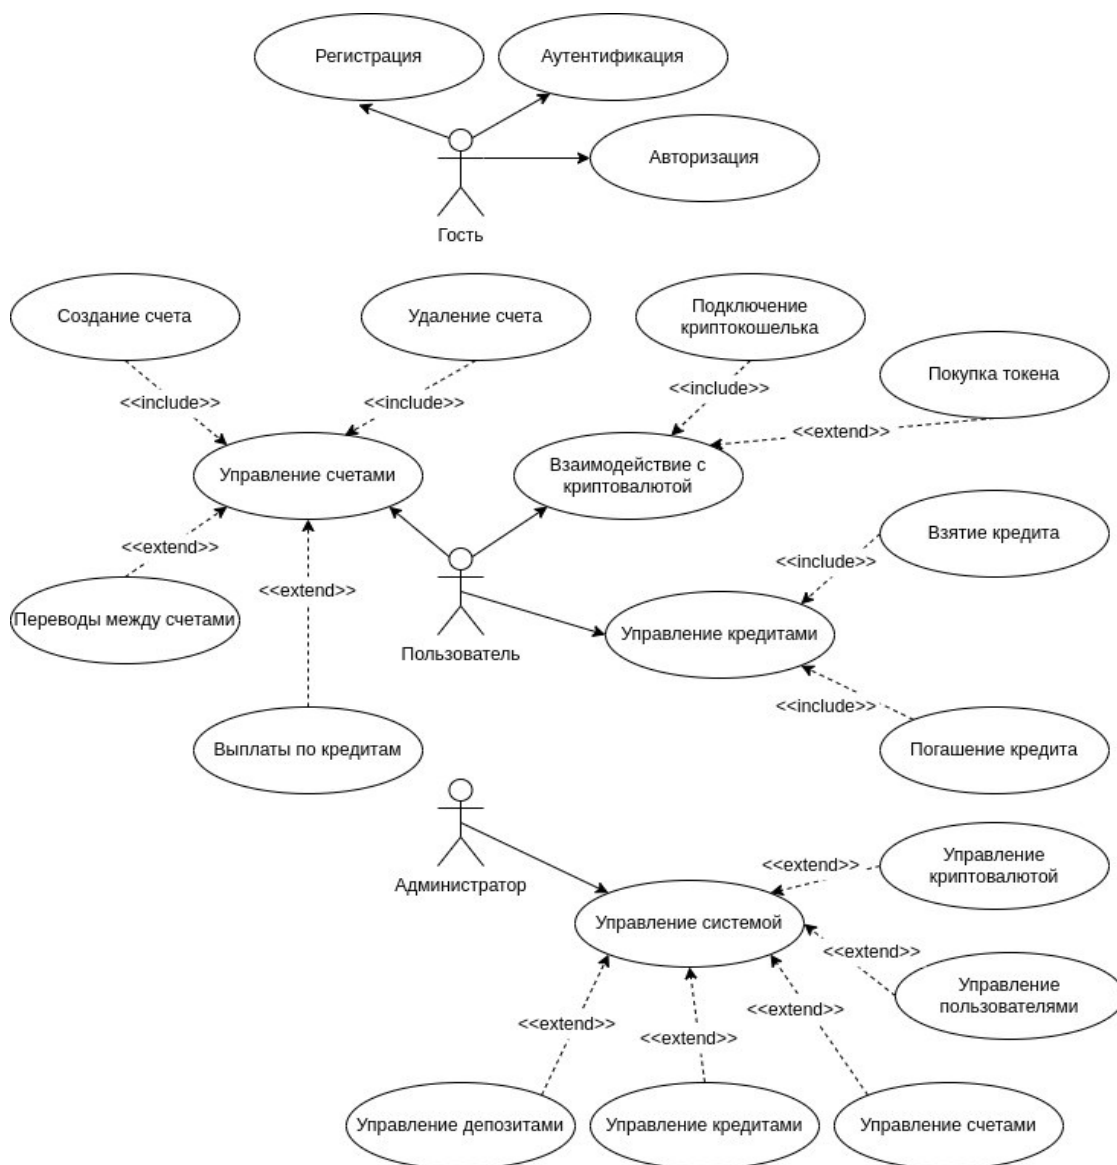 Регистрация
Аутентификация
Авторизация
Гость
Создание счета
Удаление счета
Подключение
криптокошелька
Покупка токена
<<include>>
<<include>>
<<include>>
<<extend>>
Управление счетами
Взаимодействие с
криптовалютой
Взятие кредита
<<extend>>
<<include>>
<<extend>>
Переводы между счетами
Пользователь
Управление кредитами
<<include>>
Выплаты по кредитам
Погашение кредита
Администратор
<<extend>>
Управление
криптовалютой
Управление системой
<<extend>>
Управление
пользователями
<<extend>>
<<extend>>
<<extend>>
Управление депозитами
Управление кредитами
Управление счетами